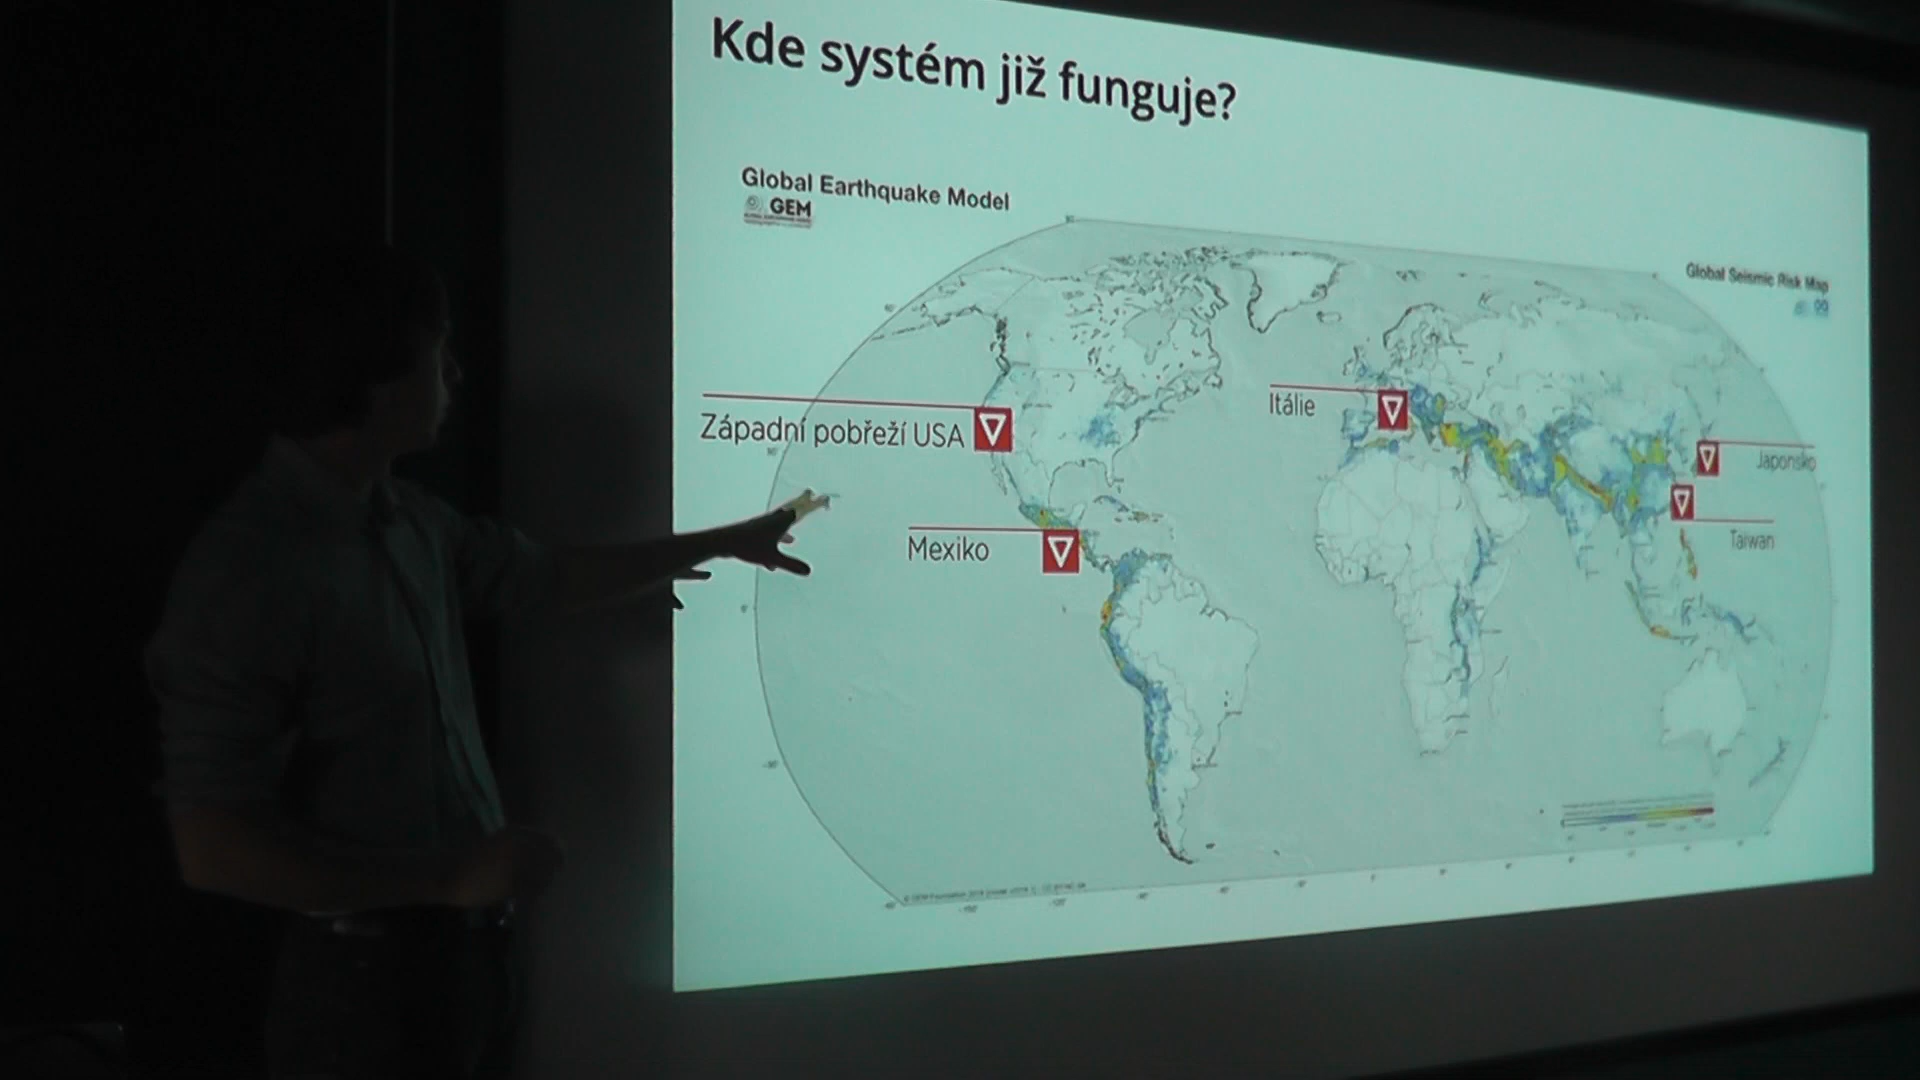 Kde systém již funguje?
Global Earthquake Model
GEM
Global Seismic Risk Map
Západní pobřeží USA
Itálie
Japonsko
Mexiko
Taiwan